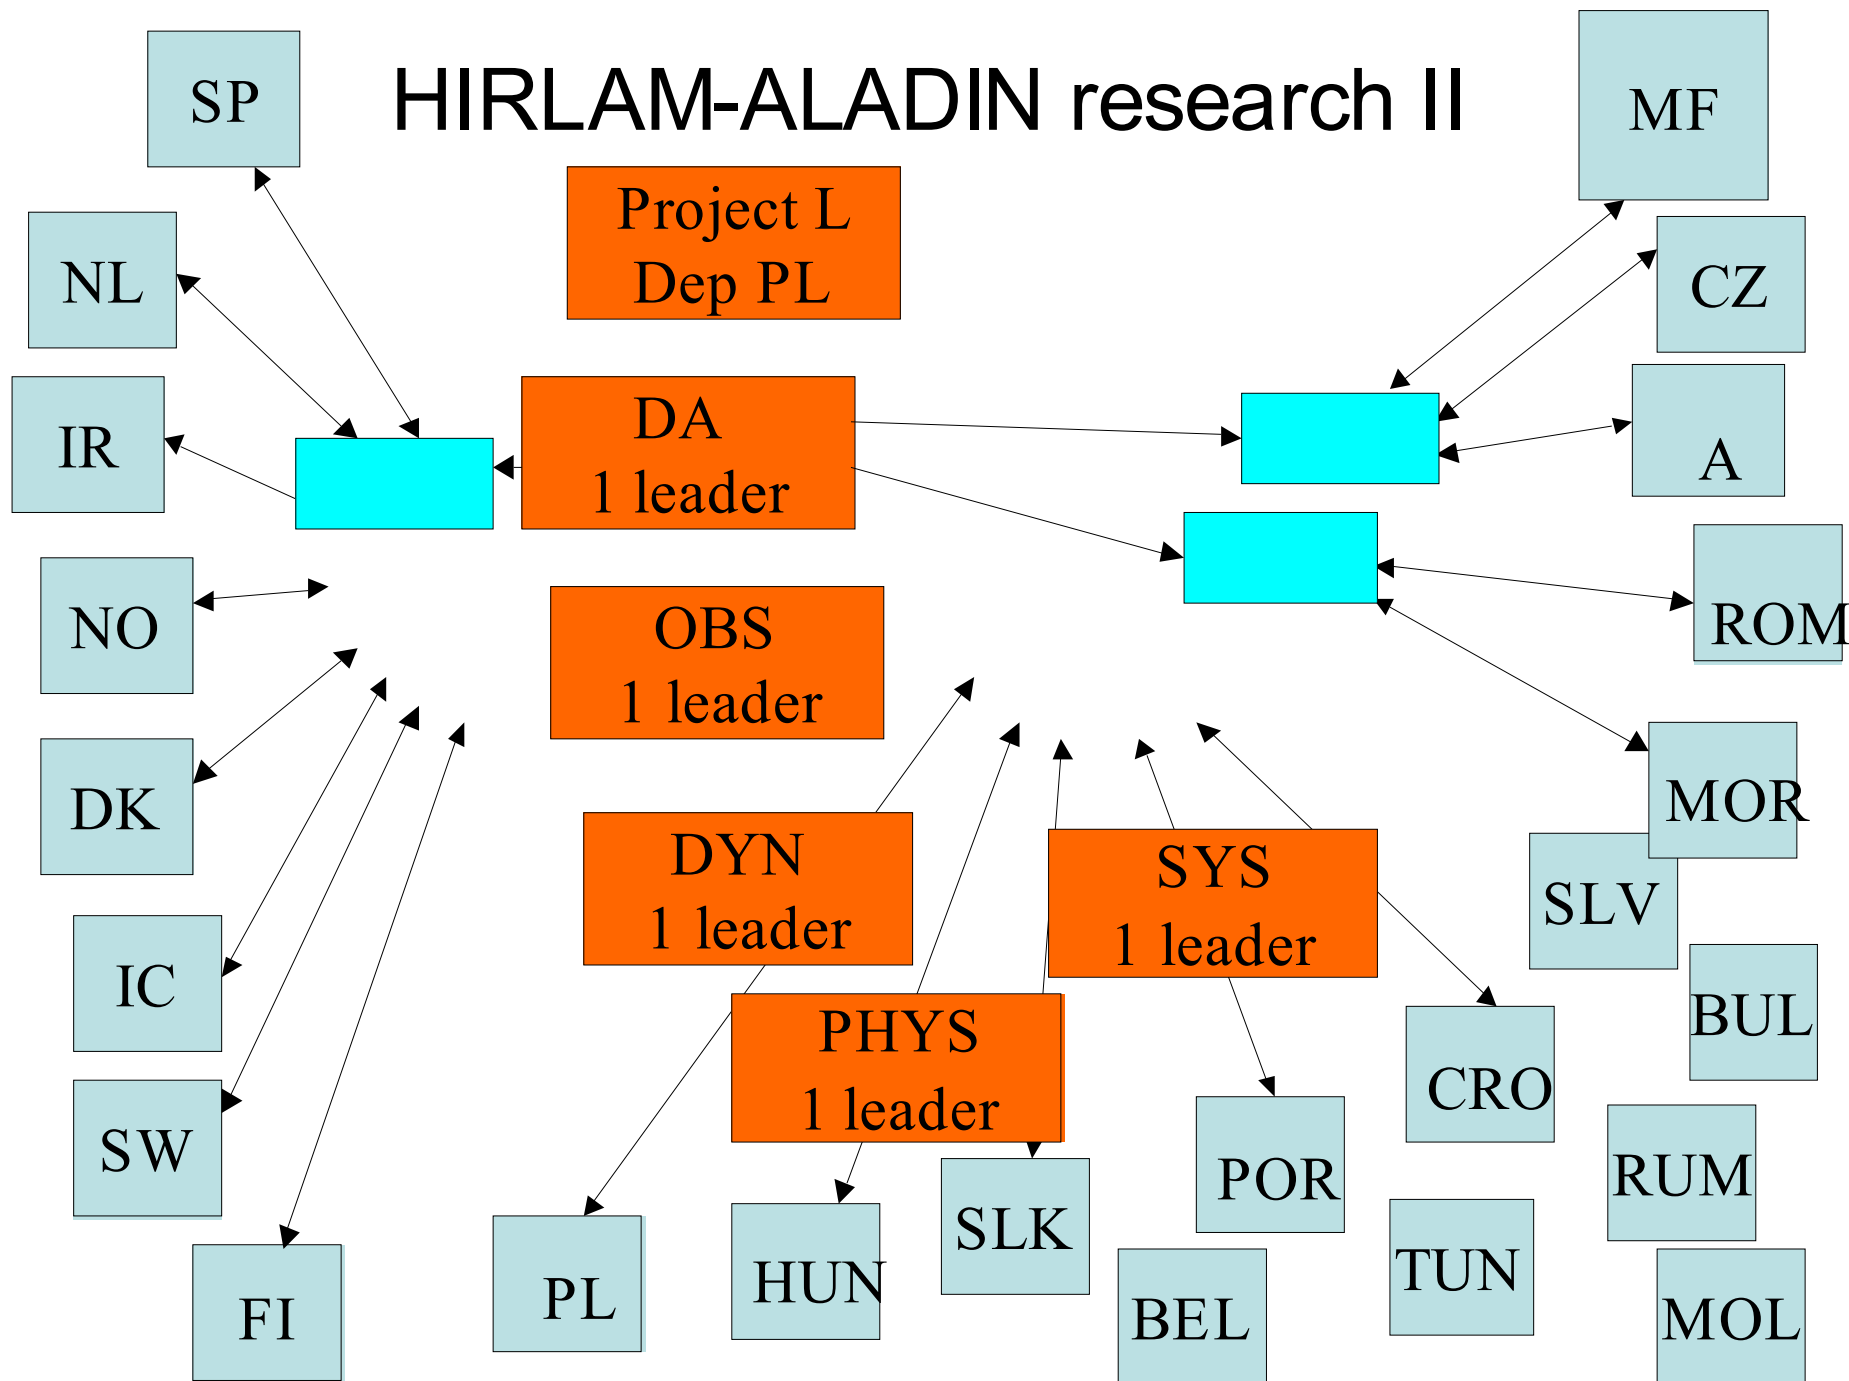 HIRLAM-ALADIN research II
SP
MF
Project L
Dep PL
NL
CZ
IR
DA
1 leader
A
NO
OBS
1 leader
ROM
DK
MOR
DYN
1 leader
SYS
1 leader
SLV
IC
BUL
PHYS
1 leader
CRO
SW
POR
RUM
SLK
TUN
FI
PL
HUN
BEL
MOL